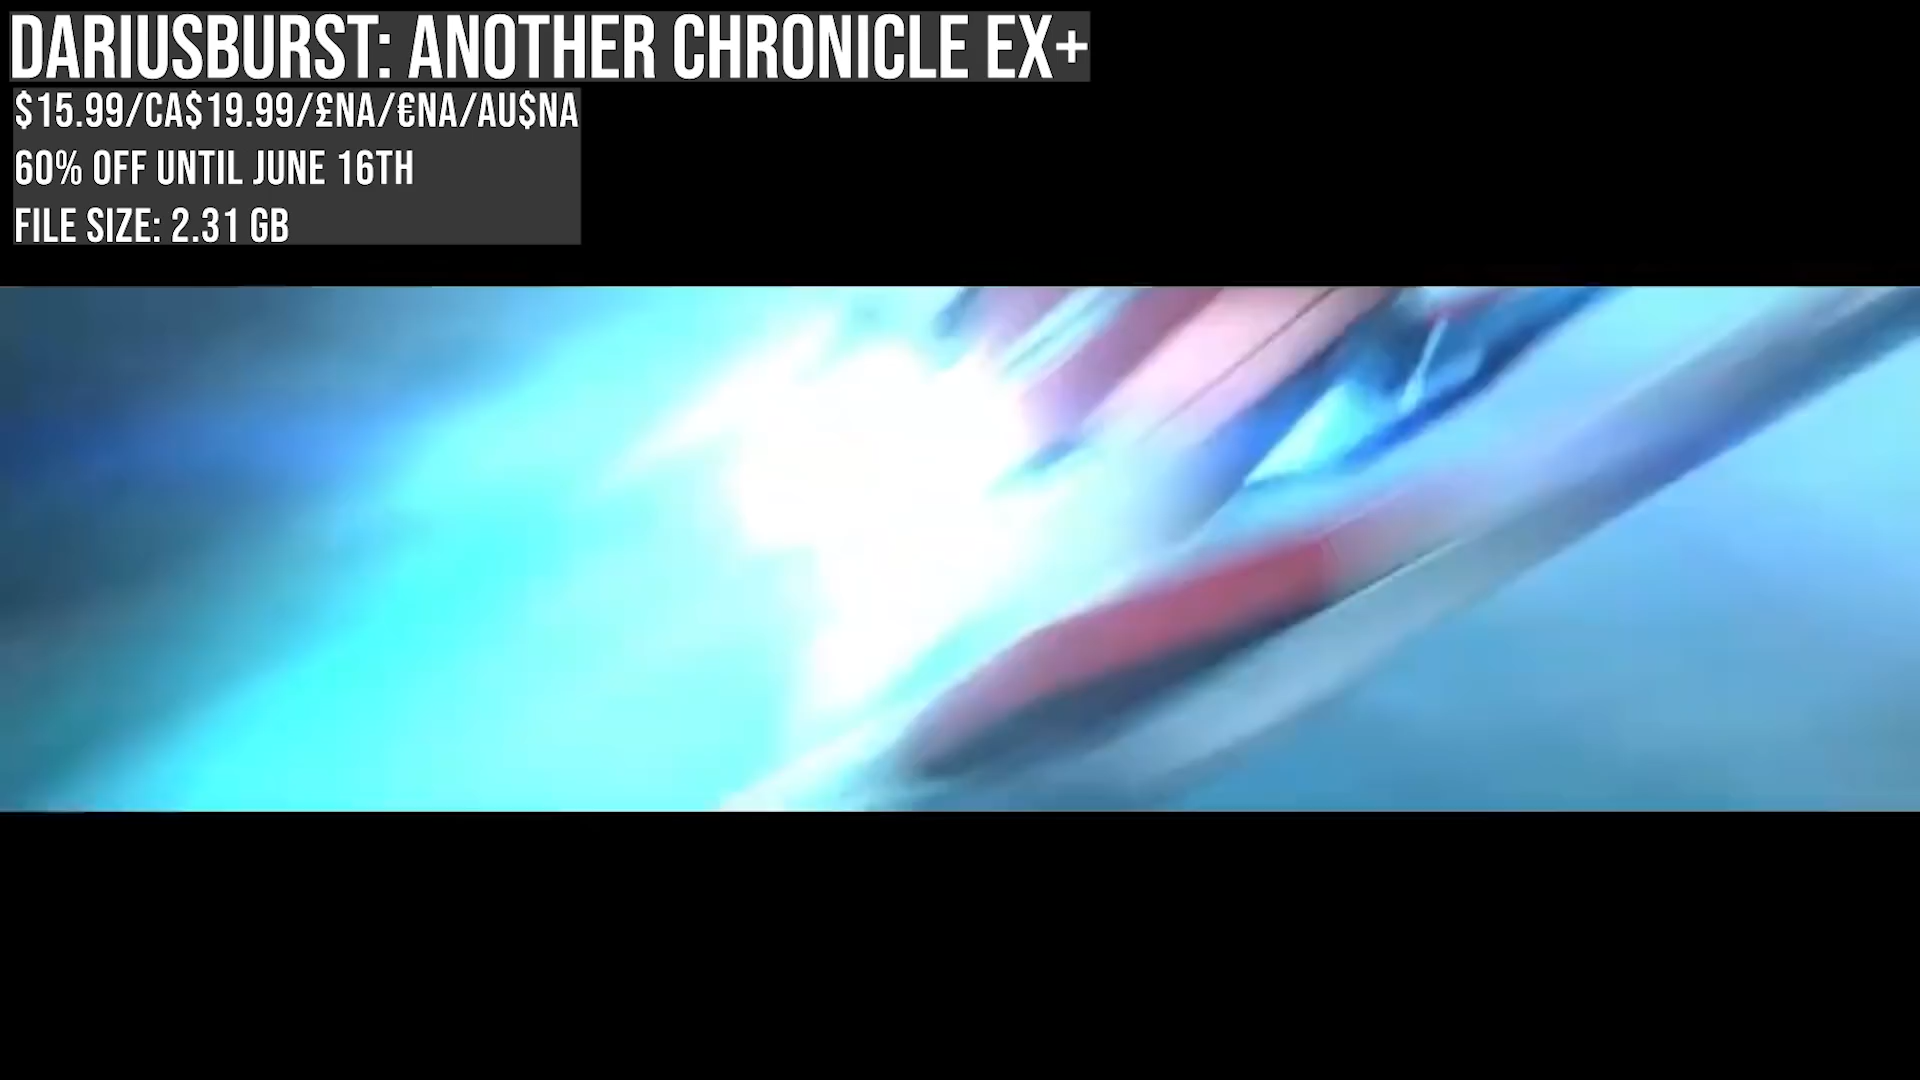 DARIUSBURST: ANOTHER CHRONICLE EX+
$15.99/CA$19.99/£NA/€NA/AU$NA
60% OFF UNTIL JUNE 16TH
FILE SIZE: 2.31 GB